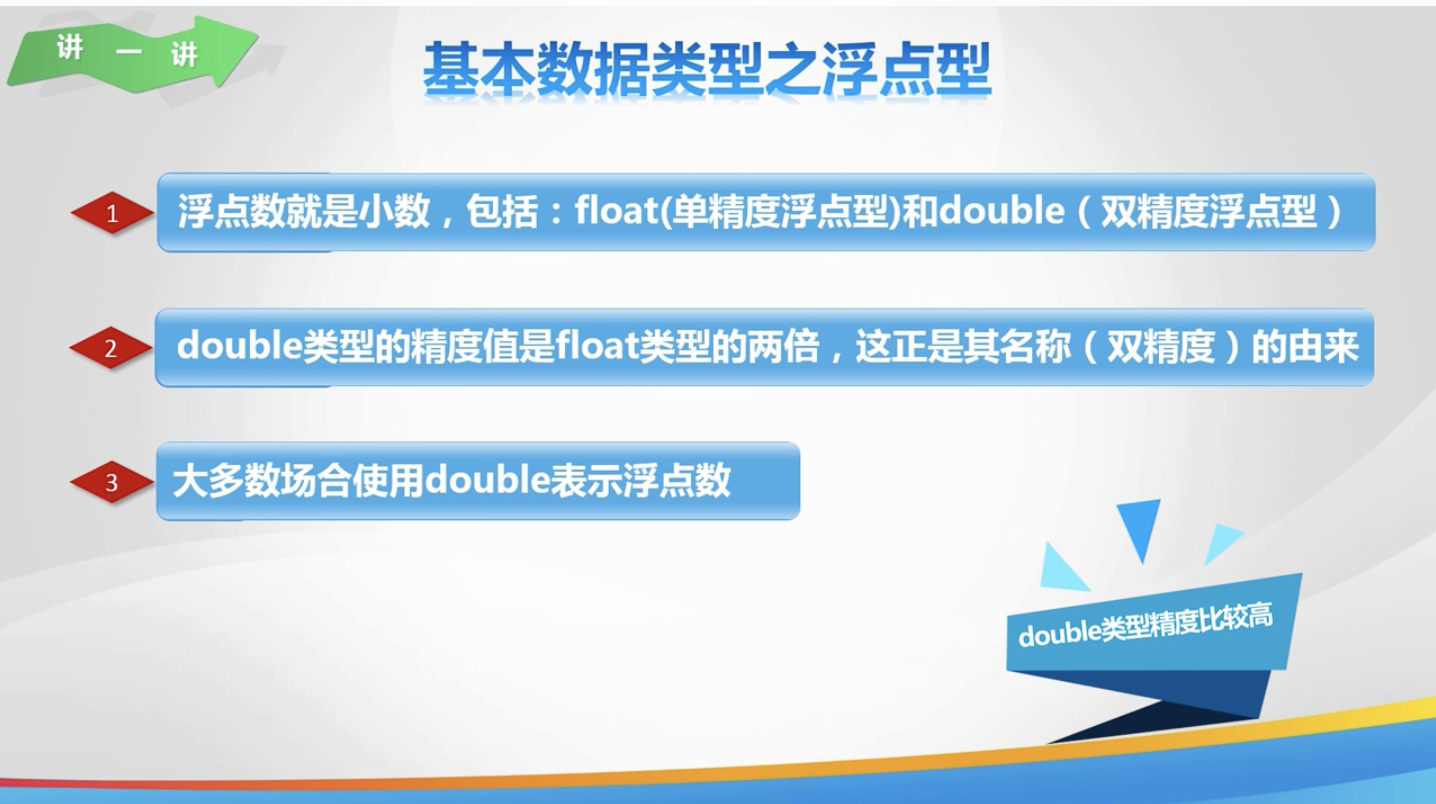 讲 一 讲
基本数据类型之浮点型
1 浮点数就是小数，包括：float(单精度浮点型)和double（双精度浮点型）
2 double类型的精度值是float类型的两倍，这正是其名称（双精度）的由来
3 大多数场合使用double表示浮点数
double类型精度比较高